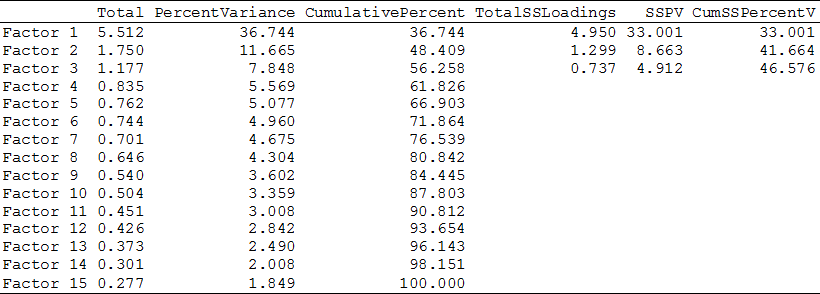 Total PercentVariance CumulativePercent TotalSSLoadings SSPV CumSSPercentV
Factor 1 5.512 36.744 36.744 4.950 33.001 33.001
Factor 2 1.750 11.665 48.409 1.299 8.663 41.664
Factor 3 1.177 7.848 56.258 0.737 4.912 46.576
Factor 4 0.835 5.569 61.826
Factor 5 0.762 5.077 66.903
Factor 6 0.744 4.960 71.864
Factor 7 0.701 4.675 76.539
Factor 8 0.646 4.304 80.842
Factor 9 0.540 3.602 84.445
Factor 10 0.504 3.359 87.803
Factor 11 0.451 3.008 90.812
Factor 12 0.426 2.842 93.654
Factor 13 0.373 2.490 96.143
Factor 14 0.301 2.008 98.151
Factor 15 0.277 1.849 100.000